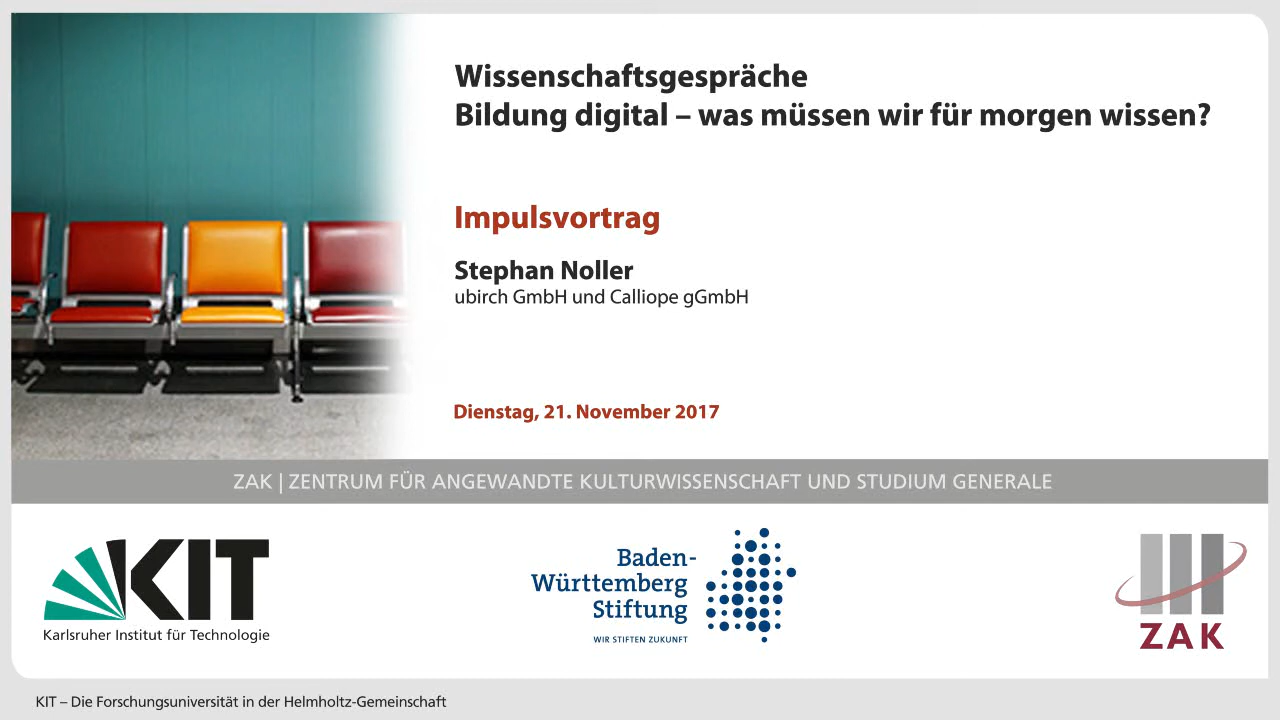 Wissenschaftsgespräche
Bildung digital – was müssen wir für morgen wissen?
Impulsvortrag
Stephan Noller
ubirch GmbH und Calliope gGmbH
Dienstag, 21. November 2017
ZAK | ZENTRUM FÜR ANGEWANDTE KULTURWISSENSCHAFT UND STUDIUM GENERALE
KIT
Karlsruher Institut für Technologie
Baden-
Württemberg
Stiftung
WIR STIFTEN ZUKUNFT
ZAK
KIT – Die Forschungsuniversität in der Helmholtz-Gemeinschaft